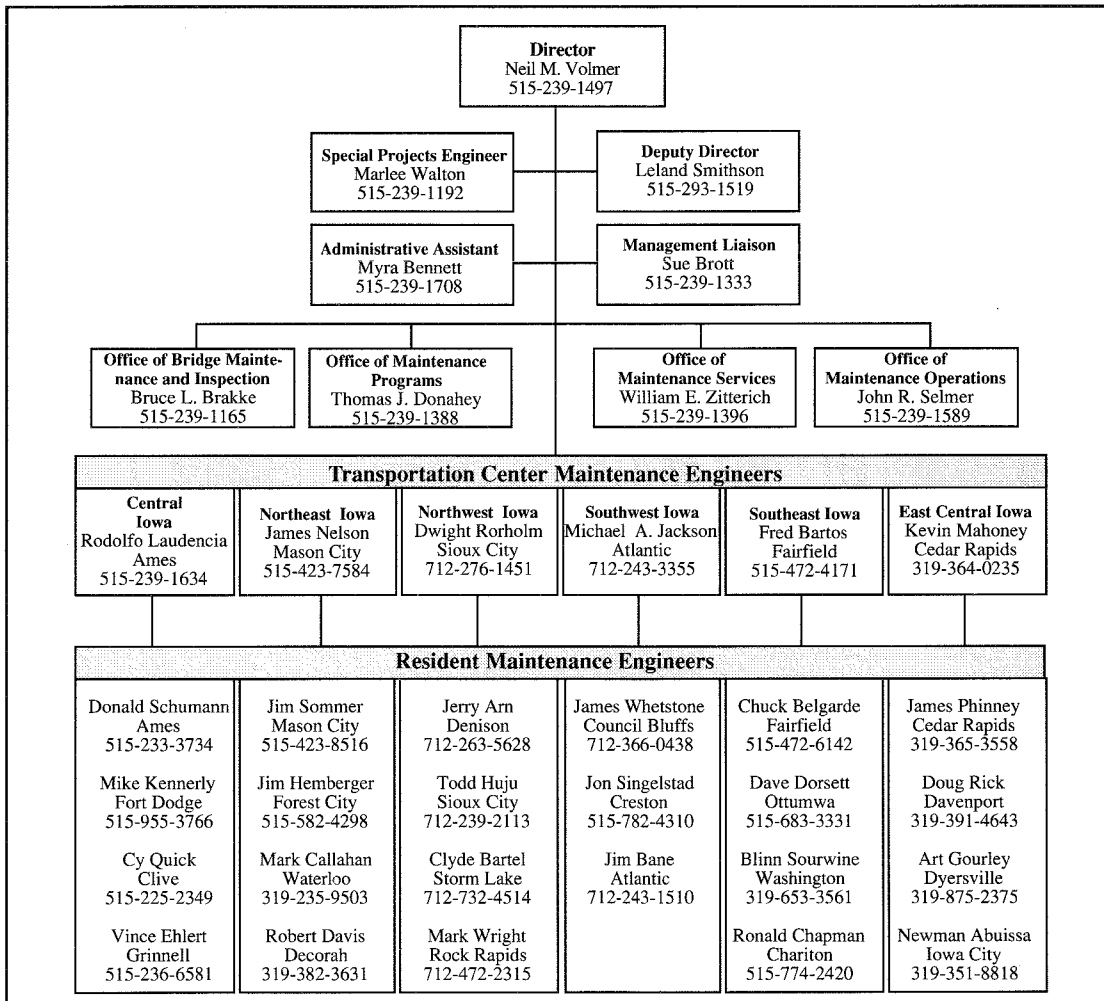 Director
Neil M. Volmer
515-239-1497
Special Projects Engineer
Marlee Walton
515-239-1192
Deputy Director
Leland Smithson
515-293-1519
Administrative Assistant
Myra Bennett
515-239-1708
Management Liaison
Sue Brott
515-239-1333
Office of Bridge Mainte-
nance and Inspection
Bruce L. Brakke
515-239-1165
Office of Maintenance
Programs
Thomas J. Donahey
515-239-1388
Office of
Maintenance Services
William E. Zitterich
515-239-1396
Office of
Maintenance Operations
John R. Selmer
515-239-1589
Transportation Center Maintenance Engineers
Central
Iowa
Rodolfo Laudencia
Ames
515-239-1634
Northeast Iowa
James Nelson
Mason City
515-423-7584
Northwest Iowa
Dwight Rorholm
Sioux City
712-276-1451
Southwest Iowa
Michael A. Jackson
Atlantic
712-243-3355
Southeast Iowa
Fred Bartos
Fairfield
515-472-4171
East Central Iowa
Kevin Mahoney
Cedar Rapids
319-364-0235
Resident Maintenance Engineers
Donald Schumann
Ames
515-233-3734
Mike Kennerly
Fort Dodge
515-955-3766
Cy Quick
Clive
515-225-2349
Vince Ehlert
Grinnell
515-236-6581
Jim Sommer
Mason City
515-423-8516
Jim Hemberger
Forest City
515-582-4298
Mark Callahan
Waterloo
319-235-9503
Robert Davis
Decorah
319-382-3631
Jerry Arn
Denison
712-263-5628
Todd Huju
Sioux City
712-239-2113
Clyde Bartel
Storm Lake
712-732-4514
Mark Wright
Rock Rapids
712-472-2315
James Whetstone
Council Bluffs
712-366-0438
Jon Singelstad
Creston
515-782-4310
Jim Bane
Atlantic
712-243-1510
Chuck Belgarde
Fairfield
515-472-6142
Dave Dorsett
Ottumwa
515-683-3331
Blinn Sourwine
Washington
319-653-3561
Ronald Chapman
Chariton
515-774-2420
James Phinney
Cedar Rapids
319-365-3558
Doug Rick
Davenport
319-391-4643
Art Gourley
Dyersville
319-875-2375
Newman Abuissa
Iowa City
319-351-8818